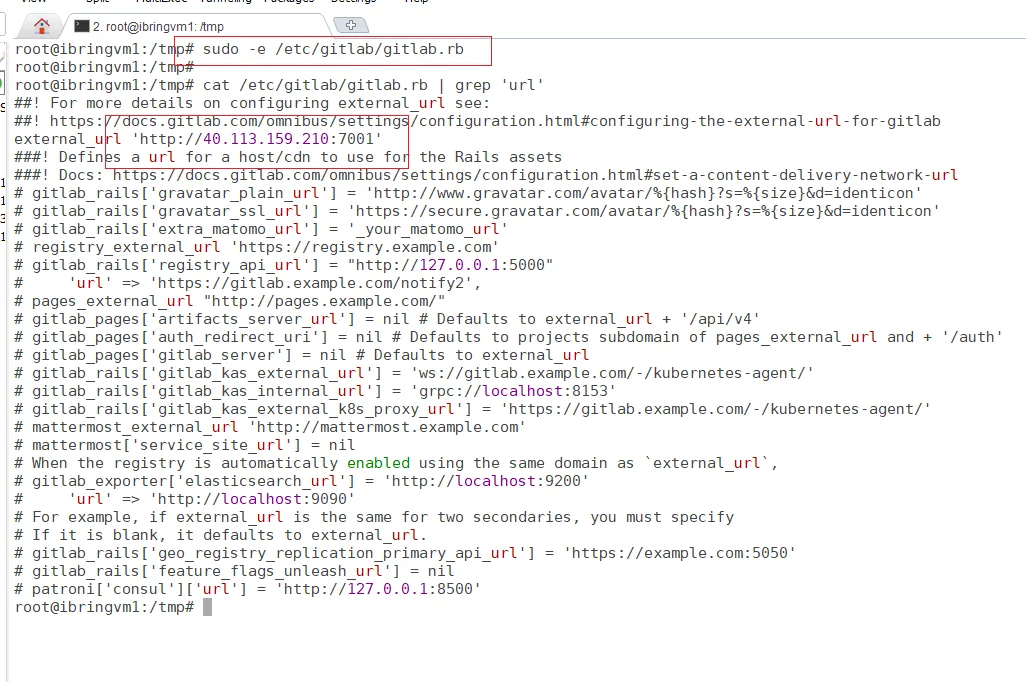 View Split MultiExec Tunneling Packages Settings Help
2. root@ibringvm1: /tmp
root@ibringvm1:/tmp# sudo -e /etc/gitlab/gitlab.rb
root@ibringvm1:/tmp#
root@ibringvm1:/tmp# cat /etc/gitlab/gitlab.rb | grep 'url'
##! For more details on configuring external_url see:
##! https://docs.gitlab.com/omnibus/settings/configuration.html#configuring-the-external-url-for-gitlab
external_url 'http://40.113.159.210:7001'
###! Defines a url for a host/cdn to use for the Rails assets
###! Docs: https://docs.gitlab.com/omnibus/settings/configuration.html#set-a-content-delivery-network-url
# gitlab_rails['gravatar_plain_url'] = 'http://www.gravatar.com/avatar/%{hash}?s=%{size}&d=identicon'
# gitlab_rails['gravatar_ssl_url'] = 'https://secure.gravatar.com/avatar/%{hash}?s=%{size}&d=identicon'
# gitlab_rails['extra_matomo_url'] = '_your_matomo_url'
# registry_external_url 'https://registry.example.com'
# gitlab_rails['registry_api_url'] = "http://127.0.0.1:5000"
#     'url' => 'https://gitlab.example.com/notify2',
# pages_external_url "http://pages.example.com/"
# gitlab_pages['artifacts_server_url'] = nil # Defaults to external_url + '/api/v4'
# gitlab_pages['auth_redirect_uri'] = nil # Defaults to projects subdomain of pages_external_url and + '/auth'
# gitlab_pages['gitlab_server'] = nil # Defaults to external_url
# gitlab_rails['gitlab_kas_external_url'] = 'ws://gitlab.example.com/-/kubernetes-agent/'
# gitlab_rails['gitlab_kas_internal_url'] = 'grpc://localhost:8153'
# gitlab_rails['gitlab_kas_external_k8s_proxy_url'] = 'https://gitlab.example.com/-/kubernetes-agent/'
# mattermost_external_url 'http://mattermost.example.com'
# mattermost['service_site_url'] = nil
# When the registry is automatically enabled using the same domain as `external_url`,
# gitlab_exporter['elasticsearch_url'] = 'http://localhost:9200'
#     'url' => 'http://localhost:9090'
# For example, if external_url is the same for two secondaries, you must specify
# If it is blank, it defaults to external_url.
# gitlab_rails['geo_registry_replication_primary_api_url'] = 'https://example.com:5050'
# gitlab_rails['feature_flags_unleash_url'] = nil
# patroni['consul']['url'] = 'http://127.0.0.1:8500'
root@ibringvm1:/tmp#